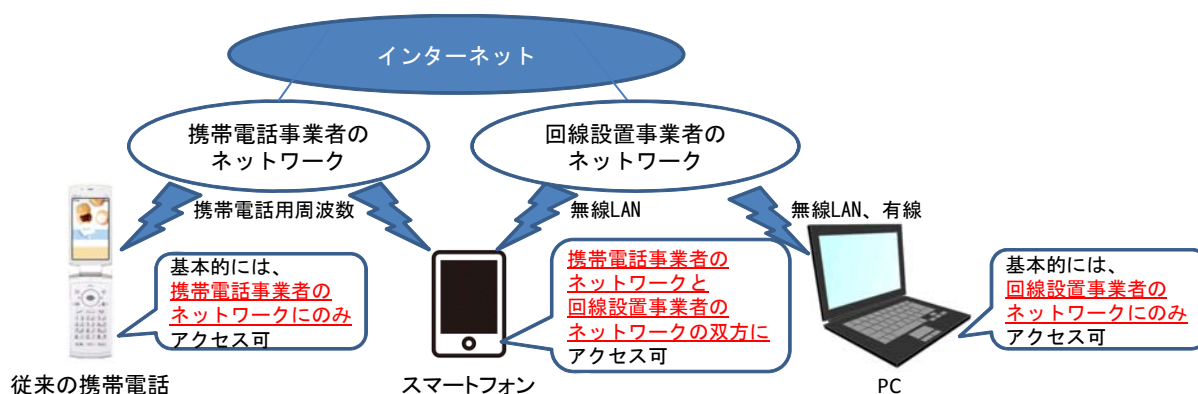 インターネット
携帯電話事業者の
ネットワーク
回線設置事業者の
ネットワーク
携帯電話用周波数
無線LAN
無線LAN、有線
基本的には、
携帯電話事業者の
ネットワークにのみ
アクセス可
携帯電話事業者の
ネットワークと
回線設置事業者の
ネットワークの双方に
アクセス可
基本的には、
回線設置事業者の
ネットワークにのみ
アクセス可
従来の携帯電話
スマートフォン
PC